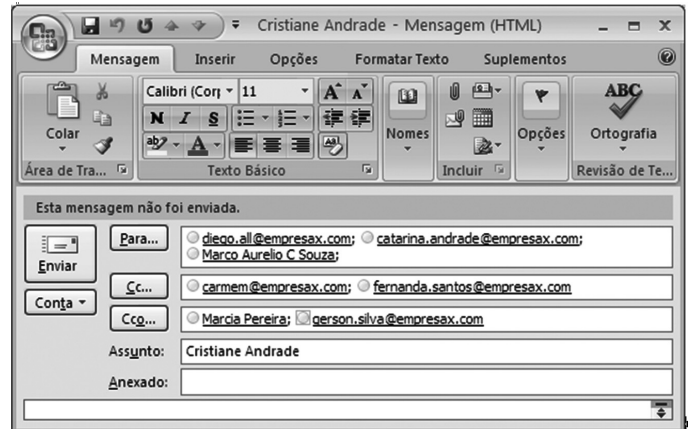 Cristiane Andrade - Mensagem (HTML)
Mensagem Inserir Opções Formatar Texto Suplementos
Calibri (Corp 11 A A ABC
Colar N I S Nomes Opções Ortografia
ab A Aa
Área de Tra... Texto Básico Incluir Revisão de Te...
Esta mensagem não foi enviada.
Enviar
Conta
Para... diego.all@empresax.com; catarina.andrade@empresax.com;
Marco Aurelio C Souza;
Cc... carmem@empresax.com; fernanda.santos@empresax.com
Cco... Marcia Pereira; gerson.silva@empresax.com
Assunto: Cristiane Andrade
Anexado: